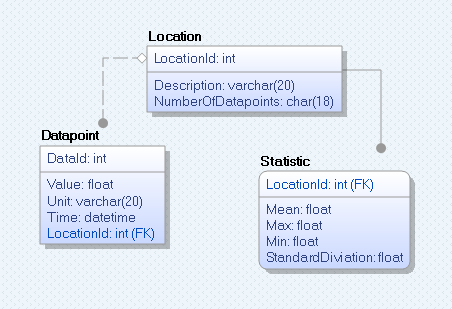 Location
LocationId: int
Description: varchar(20)
NumberOfDatapoints: char(18)
Datapoint
DataId: int
Value: float
Unit: varchar(20)
Time: datetime
LocationId: int (FK)
Statistic
LocationId: int (FK)
Mean: float
Max: float
Min: float
StandardDiviation: float